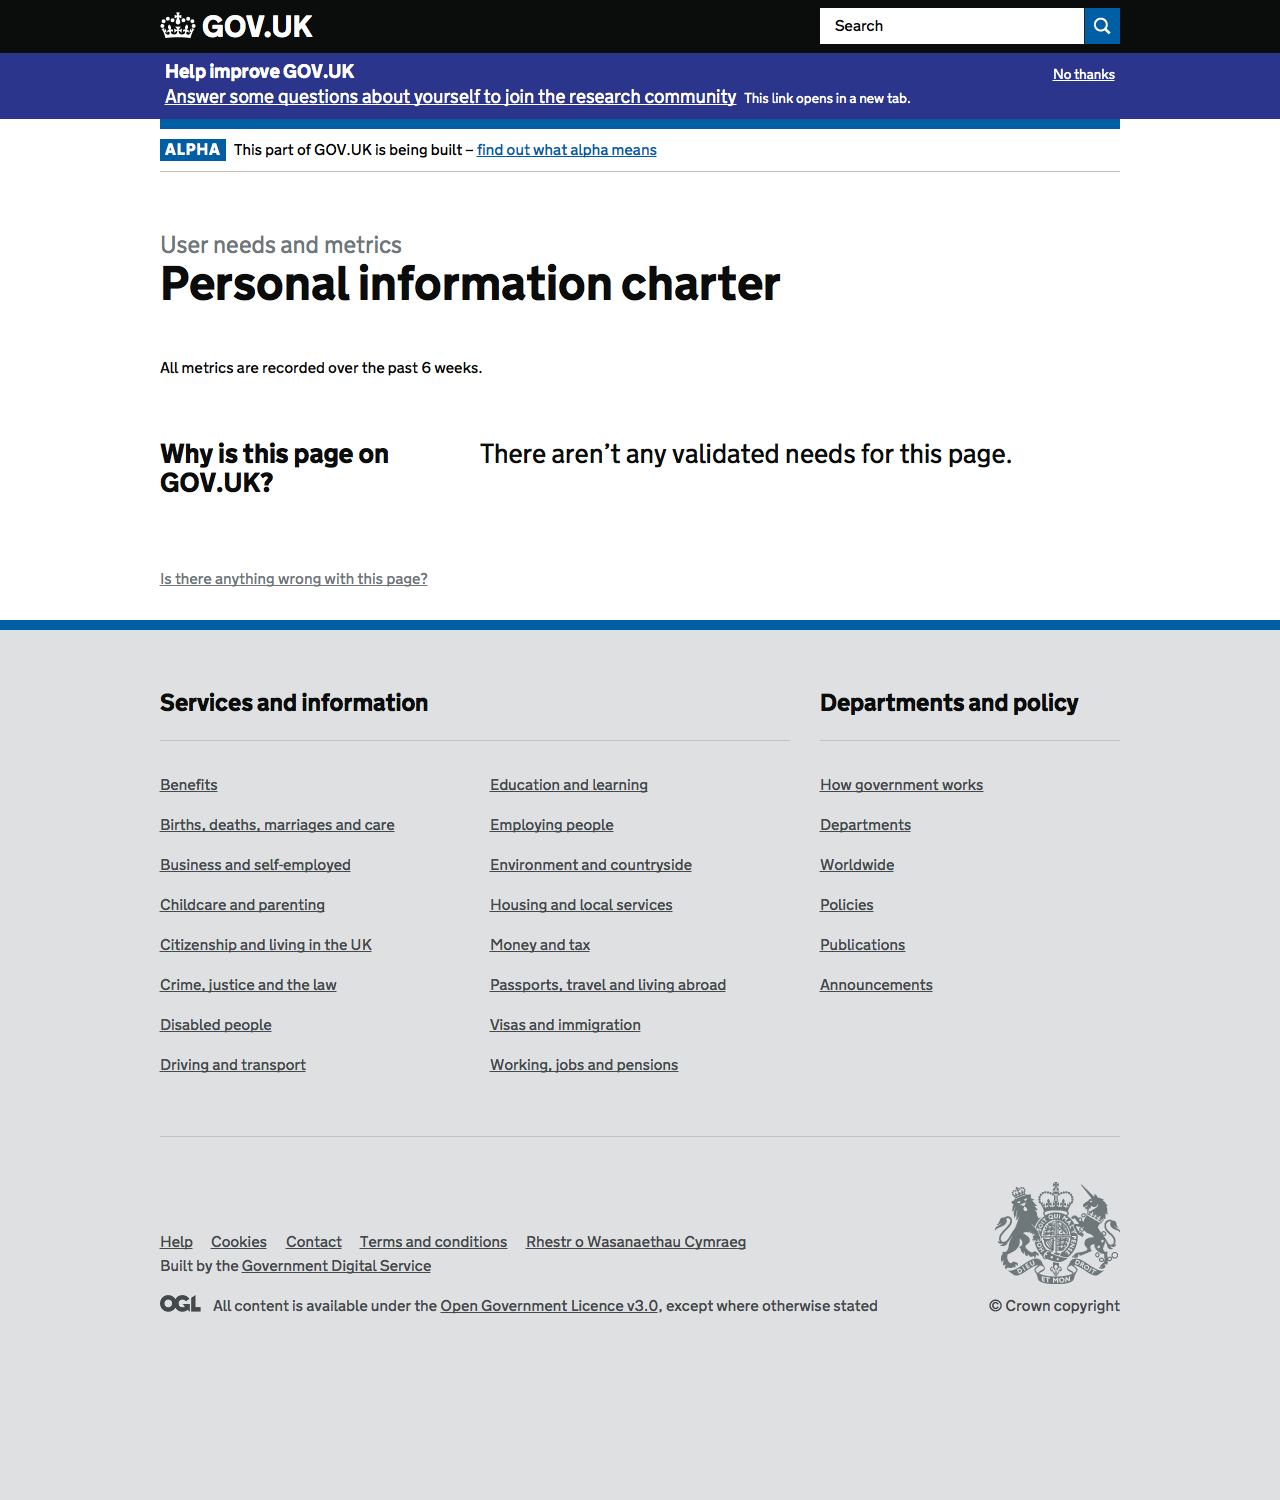 GOV.UK
Search
Help improve GOV.UK
No thanks
Answer some questions about yourself to join the research community This link opens in a new tab.
ALPHA This part of GOV.UK is being built – find out what alpha means
User needs and metrics
Personal information charter
All metrics are recorded over the past 6 weeks.
Why is this page on
GOV.UK?
There aren’t any validated needs for this page.
Is there anything wrong with this page?
Services and information
Benefits
Births, deaths, marriages and care
Business and self-employed
Childcare and parenting
Citizenship and living in the UK
Crime, justice and the law
Disabled people
Driving and transport
Education and learning
Employing people
Environment and countryside
Housing and local services
Money and tax
Passports, travel and living abroad
Visas and immigration
Working, jobs and pensions
Departments and policy
How government works
Departments
Worldwide
Policies
Publications
Announcements
Help Cookies Contact Terms and conditions Rhestr o Wasanaethau Cymraeg
Built by the Government Digital Service
OGL All content is available under the Open Government Licence v3.0, except where otherwise stated
DIEU ET MON DROIT
© Crown copyright